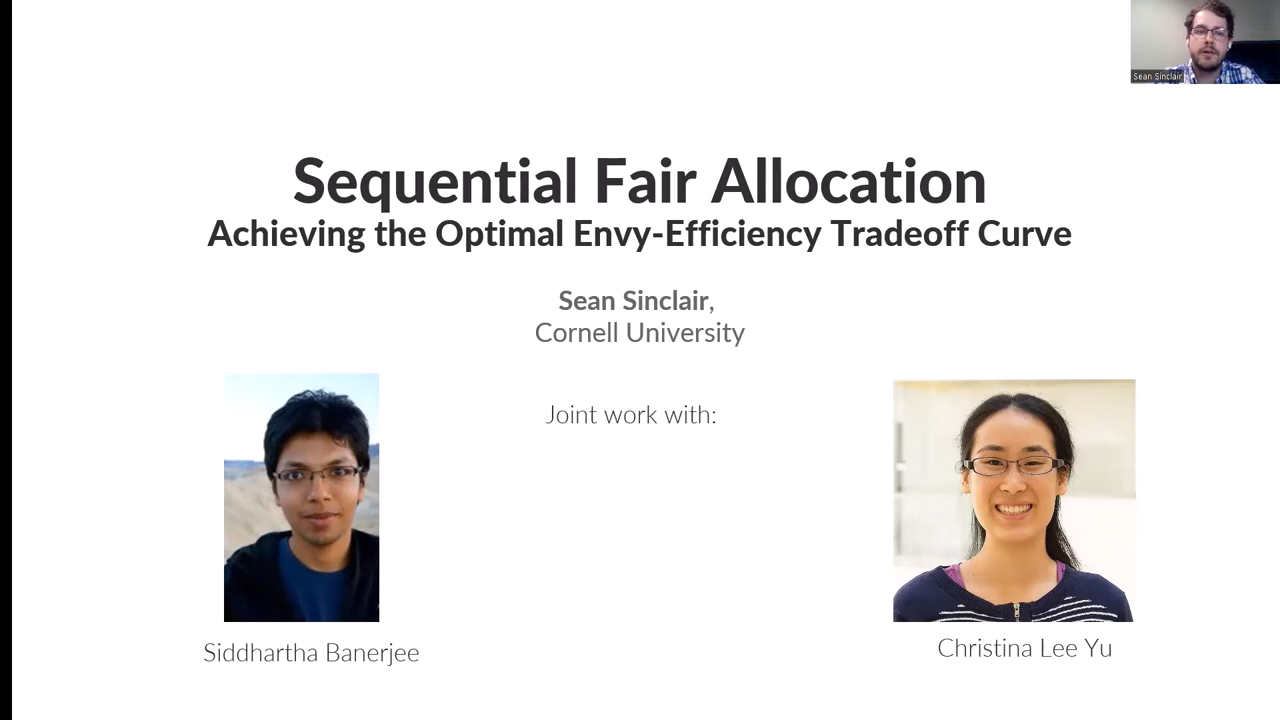 Sean Sinclair
Sequential Fair Allocation
Achieving the Optimal Envy-Efficiency Tradeoff Curve
Sean Sinclair,
Cornell University
Joint work with:
Siddhartha Banerjee
Christina Lee Yu